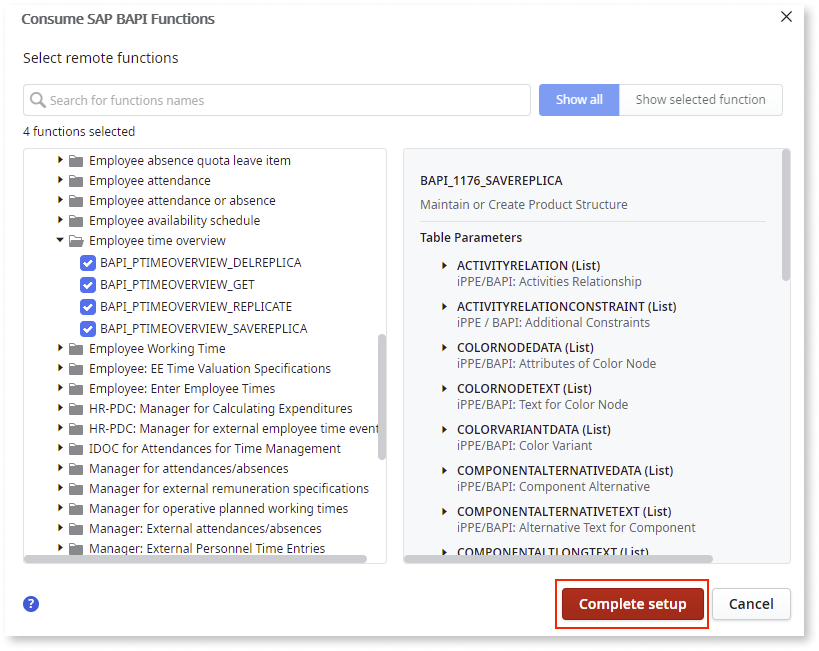 Consume SAP BAPI Functions
Select remote functions
Search for functions names
Show all
Show selected function
4 functions selected
Employee absence quota leave item
Employee attendance
Employee attendance or absence
Employee availability schedule
Employee time overview
BAPI_PTIMEOVERVIEW_DELREPLICA
BAPI_PTIMEOVERVIEW_GET
BAPI_PTIMEOVERVIEW_REPLICATE
BAPI_PTIMEOVERVIEW_SAVEREPLICA
Employee Working Time
Employee: EE Time Valuation Specifications
Employee: Enter Employee Times
HR-PDC: Manager for Calculating Expenditures
HR-PDC: Manager for external employee time event
IDOC for Attendances for Time Management
Manager for attendances/absences
Manager for external remuneration specifications
Manager for operative planned working times
Manager: External attendances/absences
Manager: External Personnel Time Entries
BAPI_1176_SAVEREPLICA
Maintain or Create Product Structure
Table Parameters
ACTIVITYRELATION (List)
iPPE/BAPI: Activities Relationship
ACTIVITYRELATIONCONSTRAINT (List)
iPPE / BAPI: Additional Constraints
COLORNODEDATA (List)
iPPE/BAPI: Attributes of Color Node
COLORNODETEXT (List)
iPPE/BAPI: Text for Color Node
COLORVARIANTDATA (List)
iPPE/BAPI: Color Variant
COMPONENTALTERNATIVEDATA (List)
iPPE/BAPI: Component Alternative
COMPONENTALTERNATIVETEXT (List)
iPPE/BAPI: Alternative Text for Component
COMPONENTALTLONGTEXT (List)
?
Complete setup
Cancel